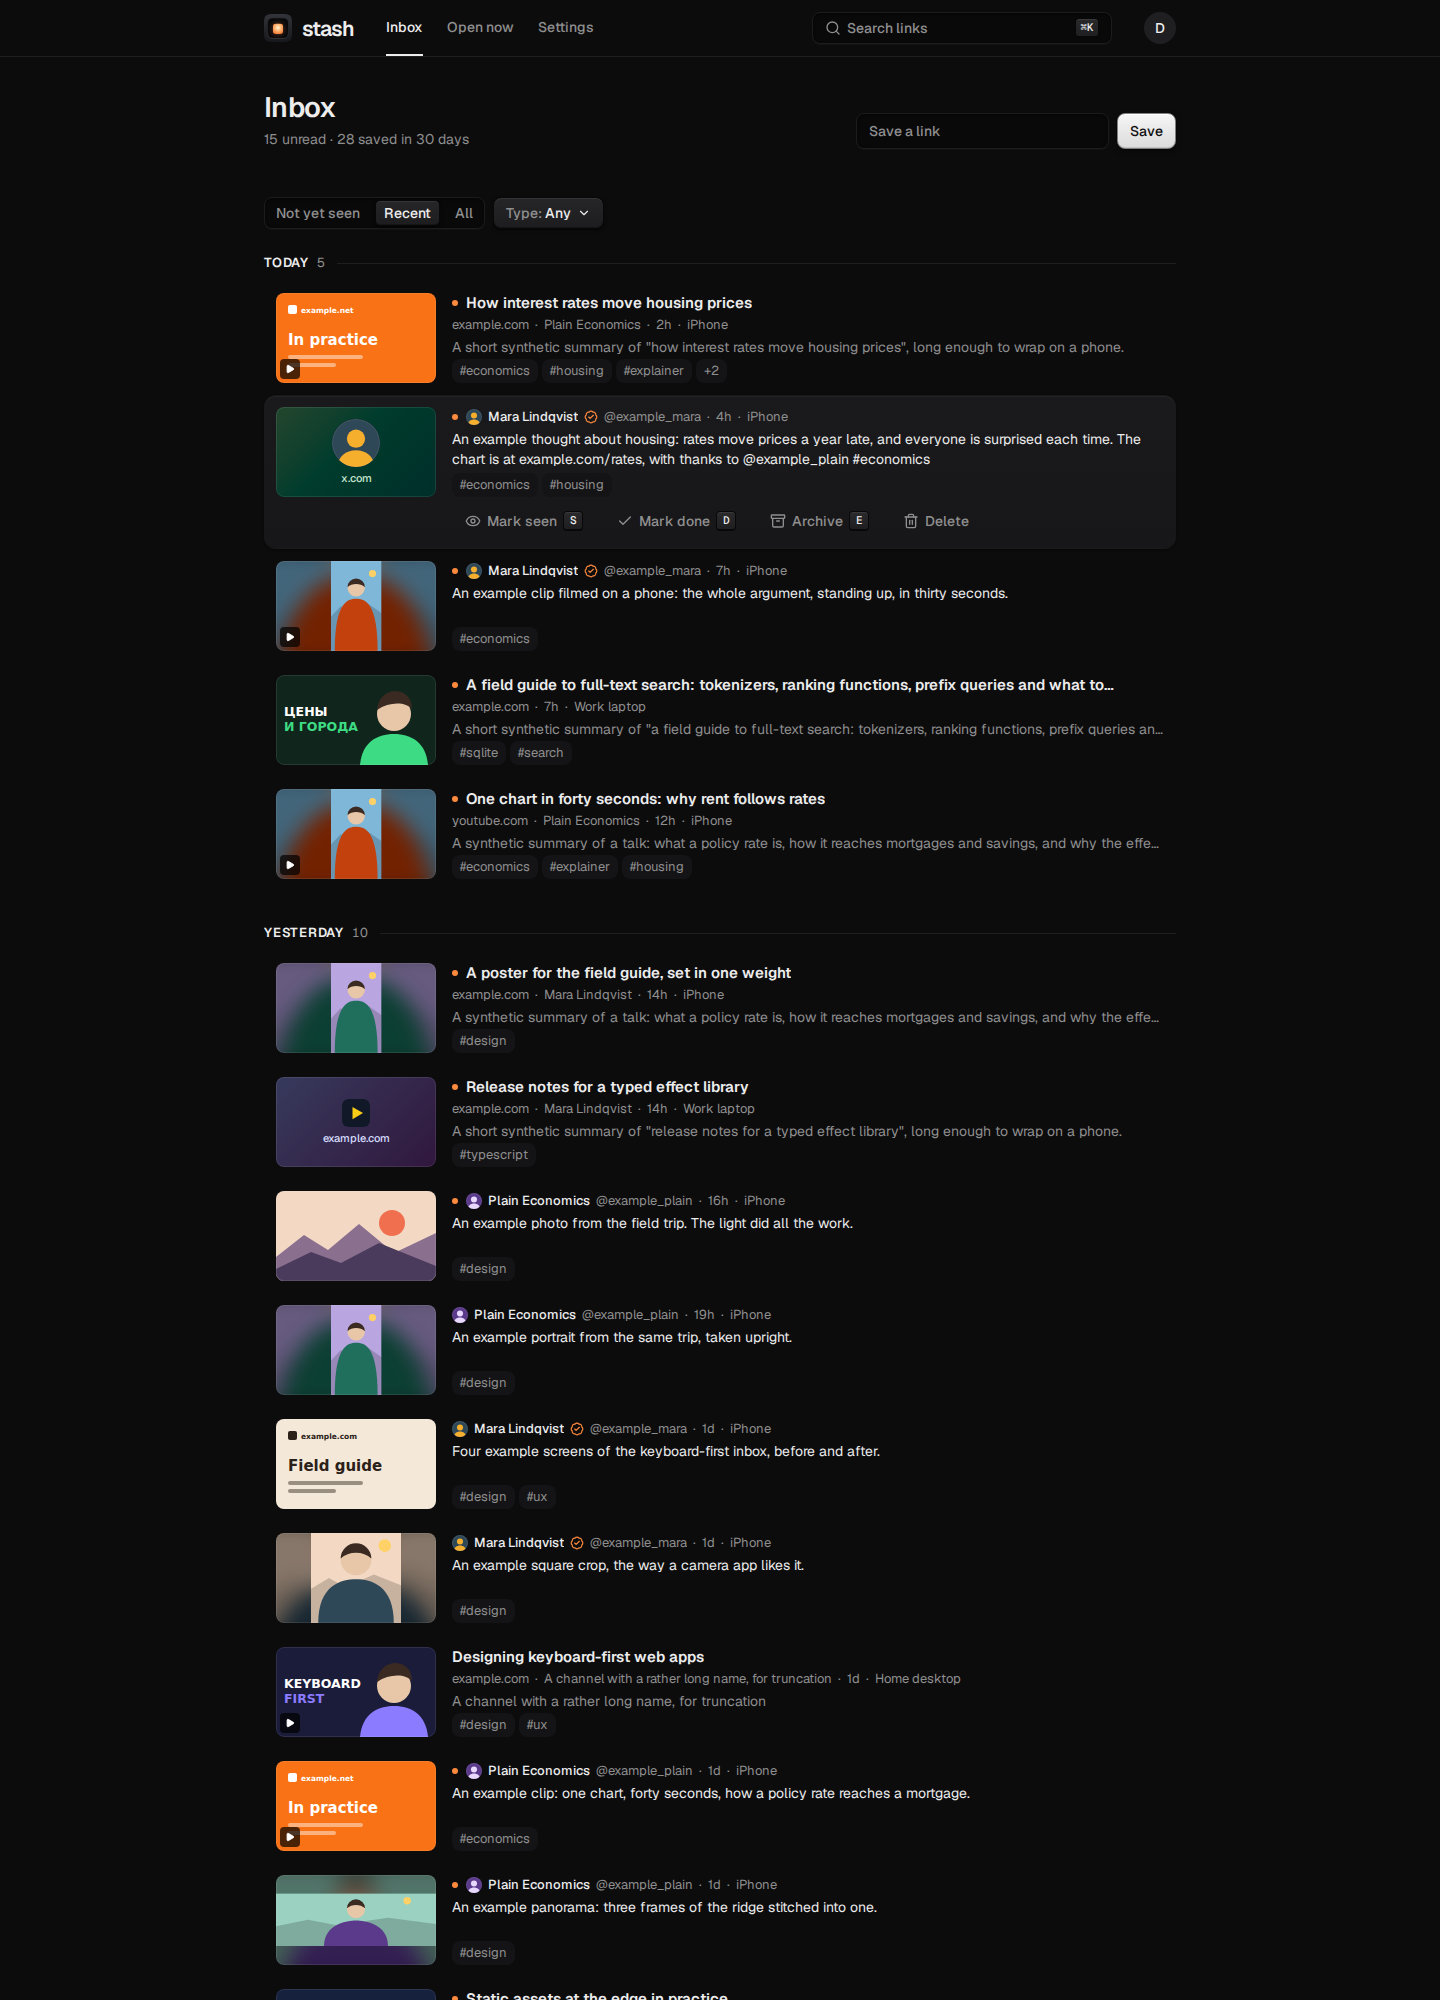 stash
Inbox
Open now
Settings
Search links
⌘K
D
Inbox
15 unread · 28 saved in 30 days
Save a link
Save
Not yet seen
Recent
All
Type: Any
TODAY 5
example.net
In practice
How interest rates move housing prices
example.com · Plain Economics · 2h · iPhone
A short synthetic summary of "how interest rates move housing prices", long enough to wrap on a phone.
#economics #housing #explainer +2
x.com
Mara Lindqvist @example_mara · 4h · iPhone
An example thought about housing: rates move prices a year late, and everyone is surprised each time. The
chart is at example.com/rates, with thanks to @example_plain #economics
#economics #housing
Mark seen S Mark done D Archive E Delete
Mara Lindqvist @example_mara · 7h · iPhone
An example clip filmed on a phone: the whole argument, standing up, in thirty seconds.
#economics
ЦЕНЫ
И ГОРОДА
A field guide to full-text search: tokenizers, ranking functions, prefix queries and what to...
example.com · 7h · Work laptop
A short synthetic summary of "a field guide to full-text search: tokenizers, ranking functions, prefix queries an...
#sqlite #search
One chart in forty seconds: why rent follows rates
youtube.com · Plain Economics · 12h · iPhone
A synthetic summary of a talk: what a policy rate is, how it reaches mortgages and savings, and why the effe...
#economics #explainer #housing
YESTERDAY 10
A poster for the field guide, set in one weight
example.com · Mara Lindqvist · 14h · iPhone
A synthetic summary of a talk: what a policy rate is, how it reaches mortgages and savings, and why the effe...
#design
example.com
Release notes for a typed effect library
example.com · Mara Lindqvist · 14h · Work laptop
A short synthetic summary of "release notes for a typed effect library", long enough to wrap on a phone.
#typescript
Plain Economics @example_plain · 16h · iPhone
An example photo from the field trip. The light did all the work.
#design
Plain Economics @example_plain · 19h · iPhone
An example portrait from the same trip, taken upright.
#design
example.com
Field guide
Mara Lindqvist @example_mara · 1d · iPhone
Four example screens of the keyboard-first inbox, before and after.
#design #ux
Mara Lindqvist @example_mara · 1d · iPhone
An example square crop, the way a camera app likes it.
#design
KEYBOARD
FIRST
Designing keyboard-first web apps
example.com · A channel with a rather long name, for truncation · 1d · Home desktop
A channel with a rather long name, for truncation
#design #ux
example.net
In practice
Plain Economics @example_plain · 1d · iPhone
An example clip: one chart, forty seconds, how a policy rate reaches a mortgage.
#economics
Plain Economics @example_plain · 1d · iPhone
An example panorama: three frames of the ridge stitched into one.
#design
Static assets at the edge in practice